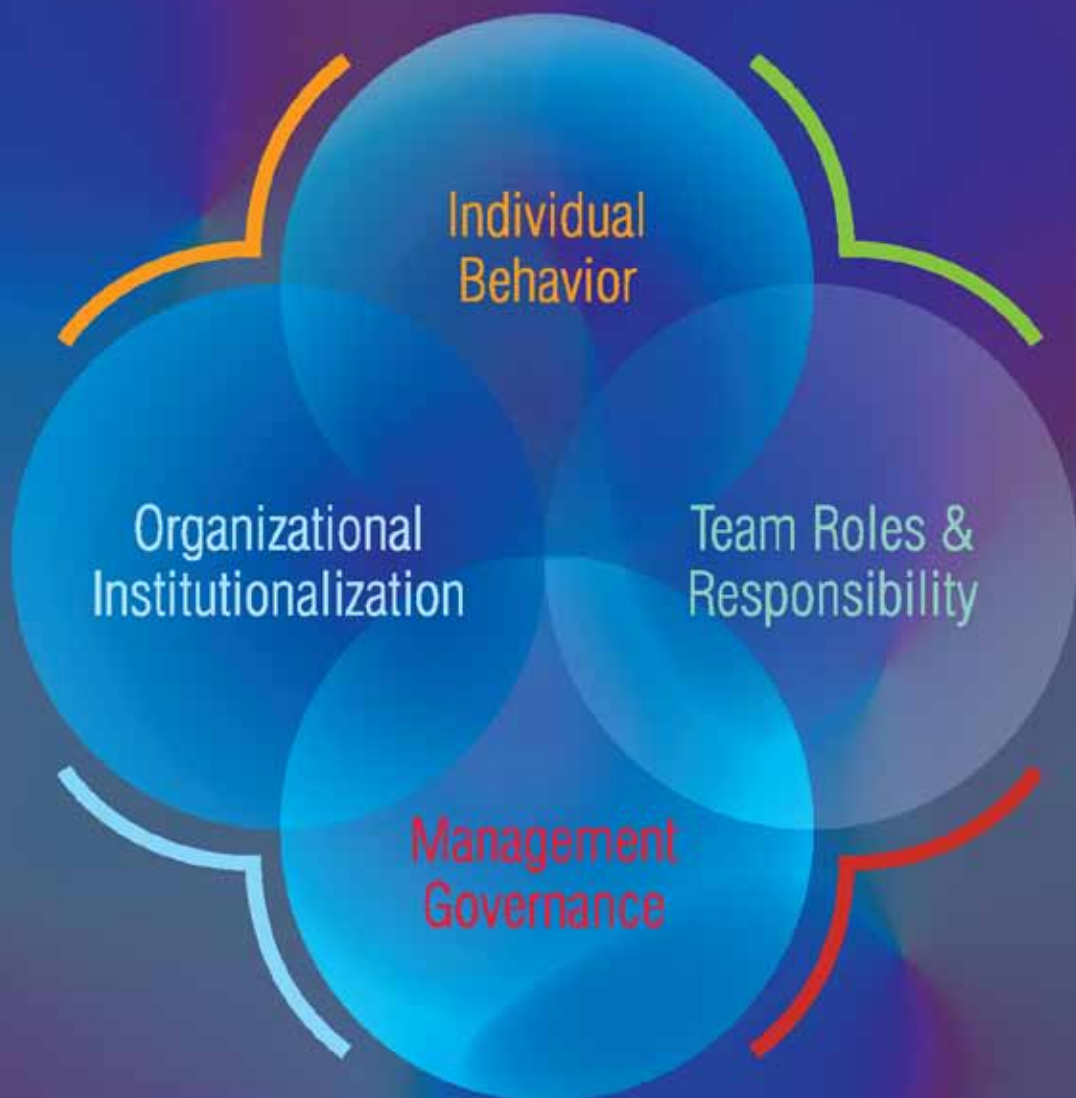 Individual
Behavior
Organizational
Institutionalization
Team Roles &
Responsibility
Management
Governance